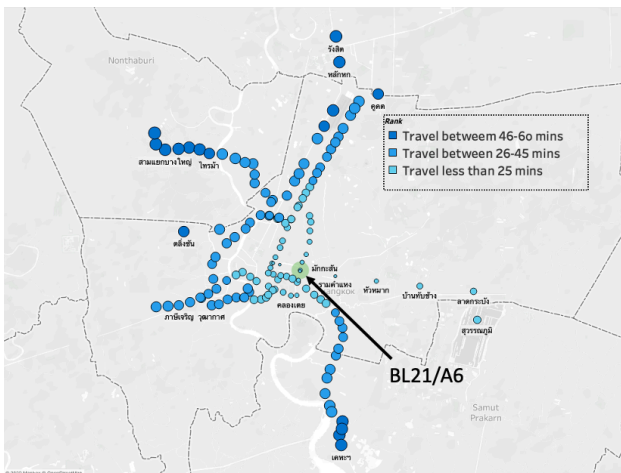 รังสิต
หลักหก
Nonthaburi
คูคต
Rank
Travel betweem 46-60 mins
Travel between 26-45 mins
Travel less than 25 mins
สามแยกบางใหญ่
ไทรม้า
ตลิ่งชัน
มักกะสัน
รามคำแหง
หัวหมาก
บ้านทับช้าง
ลาดกระบัง
สุวรรณภูมิ
คลองเตย
ภาษีเจริญ วุฒากาศ
BL21/A6
Samut
Prakarn
เคหะฯ